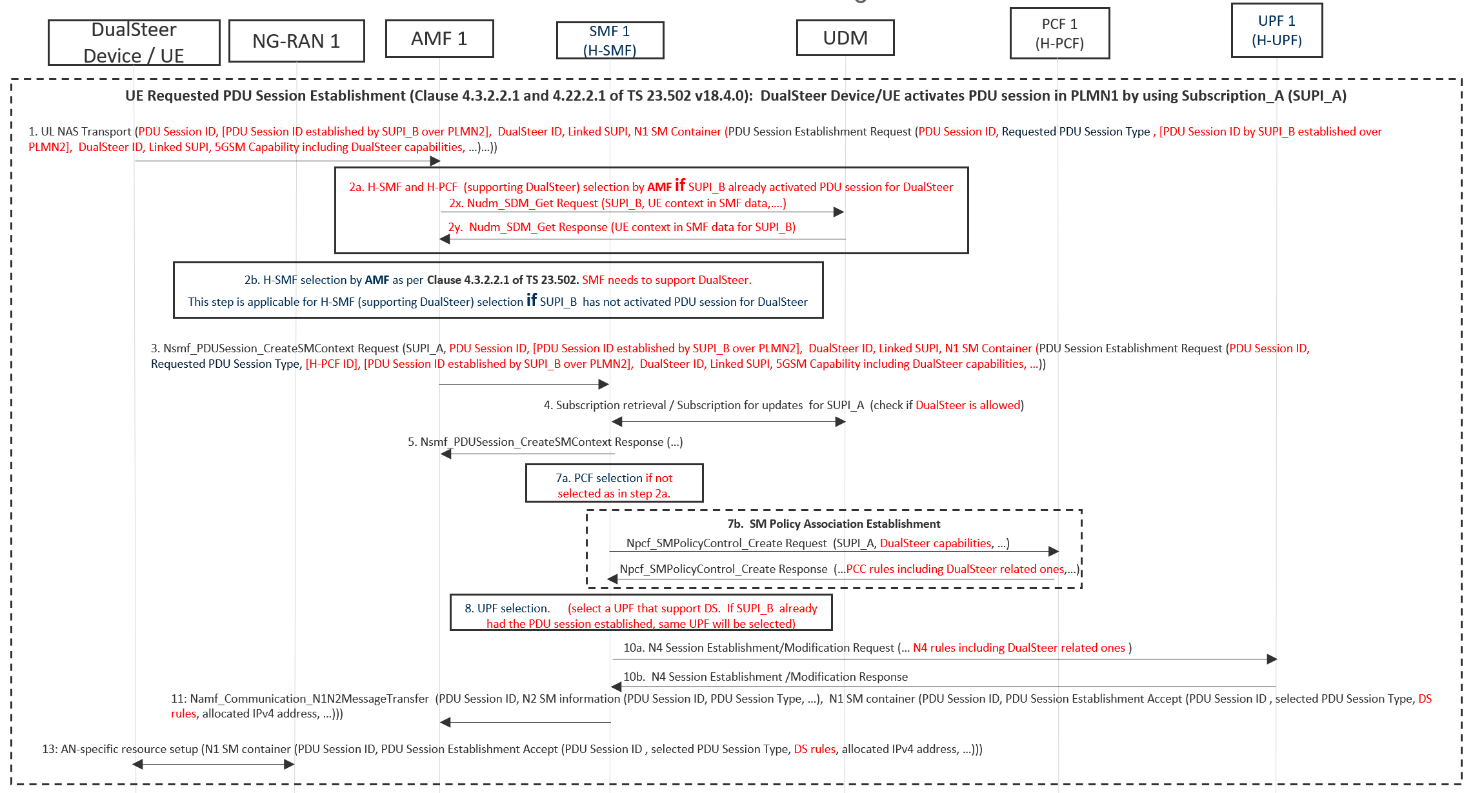 DualSteer
Device / UE
NG-RAN 1
AMF 1
SMF 1
(H-SMF)
UDM
PCF 1
(H-PCF)
UPF 1
(H-UPF)
UE Requested PDU Session Establishment (Clause 4.3.2.2.1 and 4.22.2.1 of TS 23.502 v18.4.0): DualSteer Device/UE activates PDU session in PLMN1 by using Subscription_A (SUPI_A)
1. UL NAS Transport (PDU Session ID, [PDU Session ID established by SUPI_B over PLMN2], DualSteer ID, Linked SUPI, N1 SM Container (PDU Session Establishment Request (PDU Session ID, Requested PDU Session Type , [PDU Session ID by SUPI_B established over
PLMN2], DualSteer ID, Linked SUPI, 5GSM Capability including DualSteer capabilities, ...)...))
2a. H-SMF and H-PCF (supporting DualSteer) selection by AMF if SUPI_B already activated PDU session for DualSteer
2x. Nudm_SDM_Get Request (SUPI_B, UE context in SMF data,....)
2y. Nudm_SDM_Get Response (UE context in SMF data for SUPI_B)
2b. H-SMF selection by AMF as per Clause 4.3.2.2.1 of TS 23.502. SMF needs to support DualSteer.
This step is applicable for H-SMF (supporting DualSteer) selection if SUPI_B has not activated PDU session for DualSteer
3. Nsmf_PDUSession_CreateSMContext Request (SUPI_A, PDU Session ID, [PDU Session ID established by SUPI_B over PLMN2], DualSteer ID, Linked SUPI, N1 SM Container (PDU Session Establishment Request (PDU Session ID,
Requested PDU Session Type, [H-PCF ID], [PDU Session ID established by SUPI_B over PLMN2], DualSteer ID, Linked SUPI, 5GSM Capability including DualSteer capabilities, ...))
4. Subscription retrieval / Subscription for updates for SUPI_A (check if DualSteer is allowed)
5. Nsmf_PDUSession_CreateSMContext Response (...)
7a. PCF selection if not
selected as in step 2a.
7b. SM Policy Association Establishment
Npcf_SMPolicyControl_Create Request (SUPI_A, DualSteer capabilities, ...)
Npcf_SMPolicyControl_Create Response (...PCC rules including DualSteer related ones,...)
8. UPF selection. (select a UPF that support DS. If SUPI_B already
had the PDU session established, same UPF will be selected)
10a. N4 Session Establishment/Modification Request (... N4 rules including DualSteer related ones )
10b. N4 Session Establishment /Modification Response
11: Namf_Communication_N1N2MessageTransfer (PDU Session ID, N2 SM information (PDU Session ID, PDU Session Type, ...), N1 SM container (PDU Session ID, PDU Session Establishment Accept (PDU Session ID , selected PDU Session Type, DS
rules, allocated IPv4 address, ...)))
13: AN-specific resource setup (N1 SM container (PDU Session ID, PDU Session Establishment Accept (PDU Session ID , selected PDU Session Type, DS rules, allocated IPv4 address, ...)))